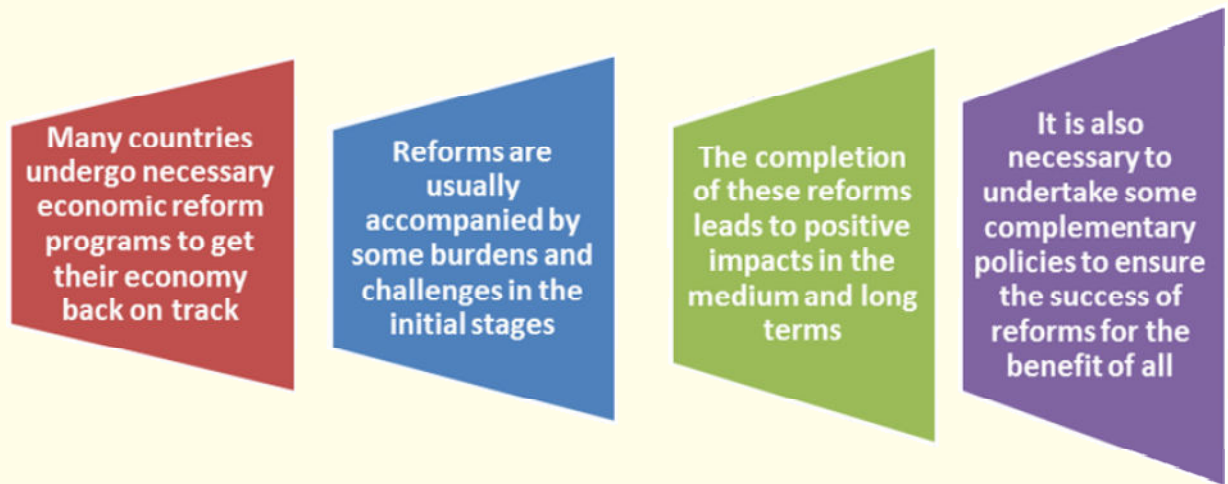 Many countries
undergo necessary
economic reform
programs to get
their economy
back on track
Reforms are
usually
accompanied by
some burdens and
challenges in the
initial stages
The completion
of these reforms
leads to positive
impacts in the
medium and long
terms
It is also
necessary to
undertake some
complementary
policies to ensure
the success of
reforms for the
benefit of all